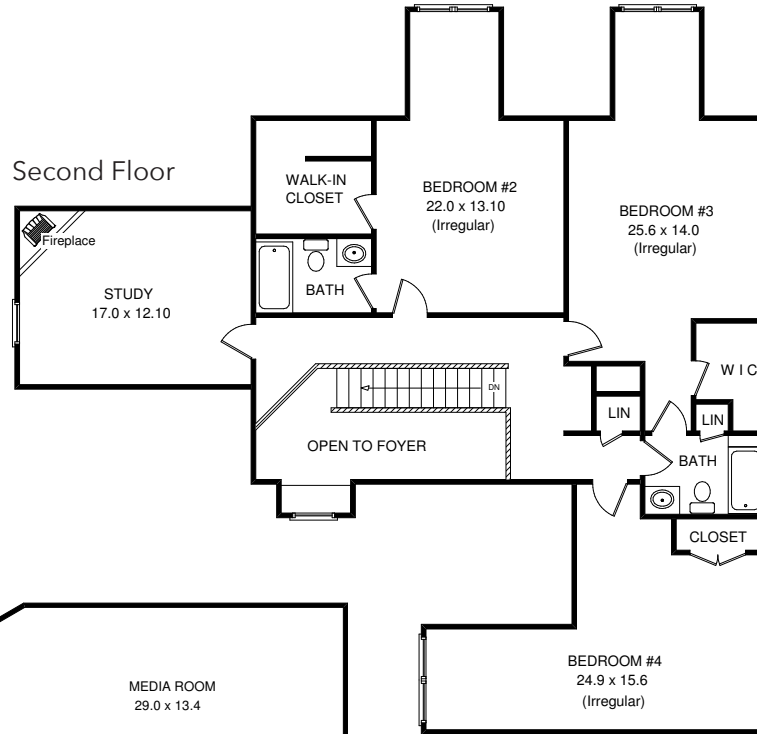 Second Floor
WALK-IN
CLOSET
BEDROOM #2
22.0 x 13.10
(Irregular)
BEDROOM #3
25.6 x 14.0
(Irregular)
Fireplace
STUDY
17.0 x 12.10
BATH
W I C
DN
LIN
LIN
OPEN TO FOYER
BATH
CLOSET
BEDROOM #4
24.9 x 15.6
(Irregular)
MEDIA ROOM
29.0 x 13.4